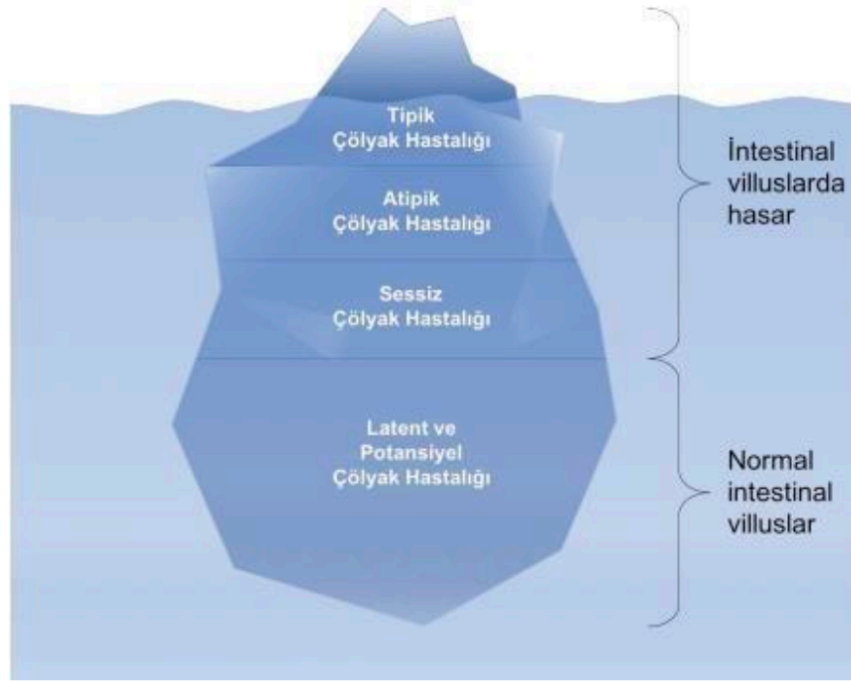 Tipik
Çölyak Hastalığı
Atipik
Çölyak Hastalığı
Sessiz
Çölyak Hastalığı
Latent ve
Potansiyel
Çölyak Hastalığı
İntestinal
villuslarda
hasar
Normal
intestinal
villuslar